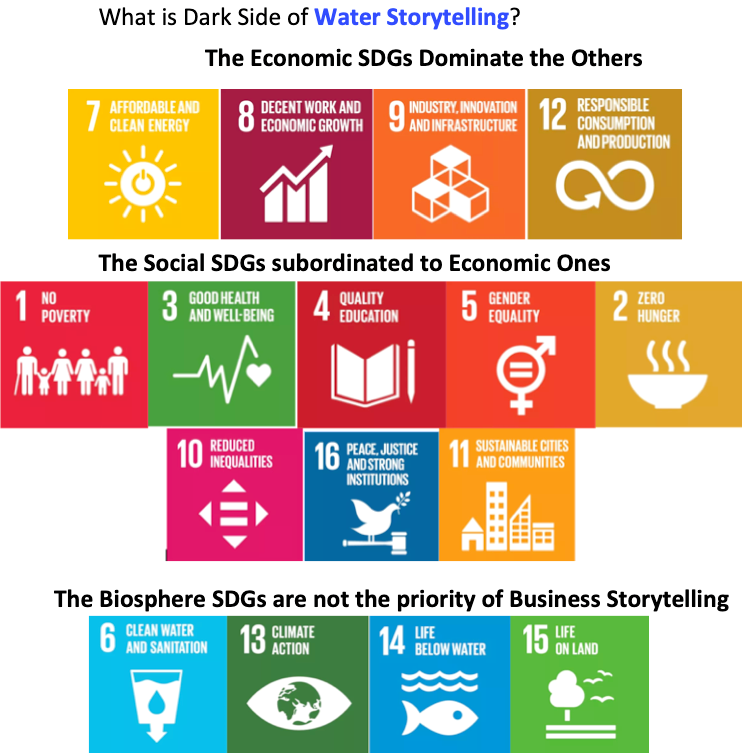 What is Dark Side of Water Storytelling?
The Economic SDGs Dominate the Others
7 AFFORDABLE AND
CLEAN ENERGY
8 DECENT WORK AND
ECONOMIC GROWTH
9 INDUSTRY, INNOVATION
AND INFRASTRUCTURE
12 RESPONSIBLE
CONSUMPTION
AND PRODUCTION
The Social SDGs subordinated to Economic Ones
1 NO
POVERTY
3 GOOD HEALTH
AND WELL-BEING
4 QUALITY
EDUCATION
5 GENDER
EQUALITY
2 ZERO
HUNGER
10 REDUCED
INEQUALITIES
16 PEACE, JUSTICE
AND STRONG
INSTITUTIONS
11 SUSTAINABLE CITIES
AND COMMUNITIES
The Biosphere SDGs are not the priority of Business Storytelling
6 CLEAN WATER
AND SANITATION
13 CLIMATE
ACTION
14 LIFE
BELOW WATER
15 LIFE
ON LAND